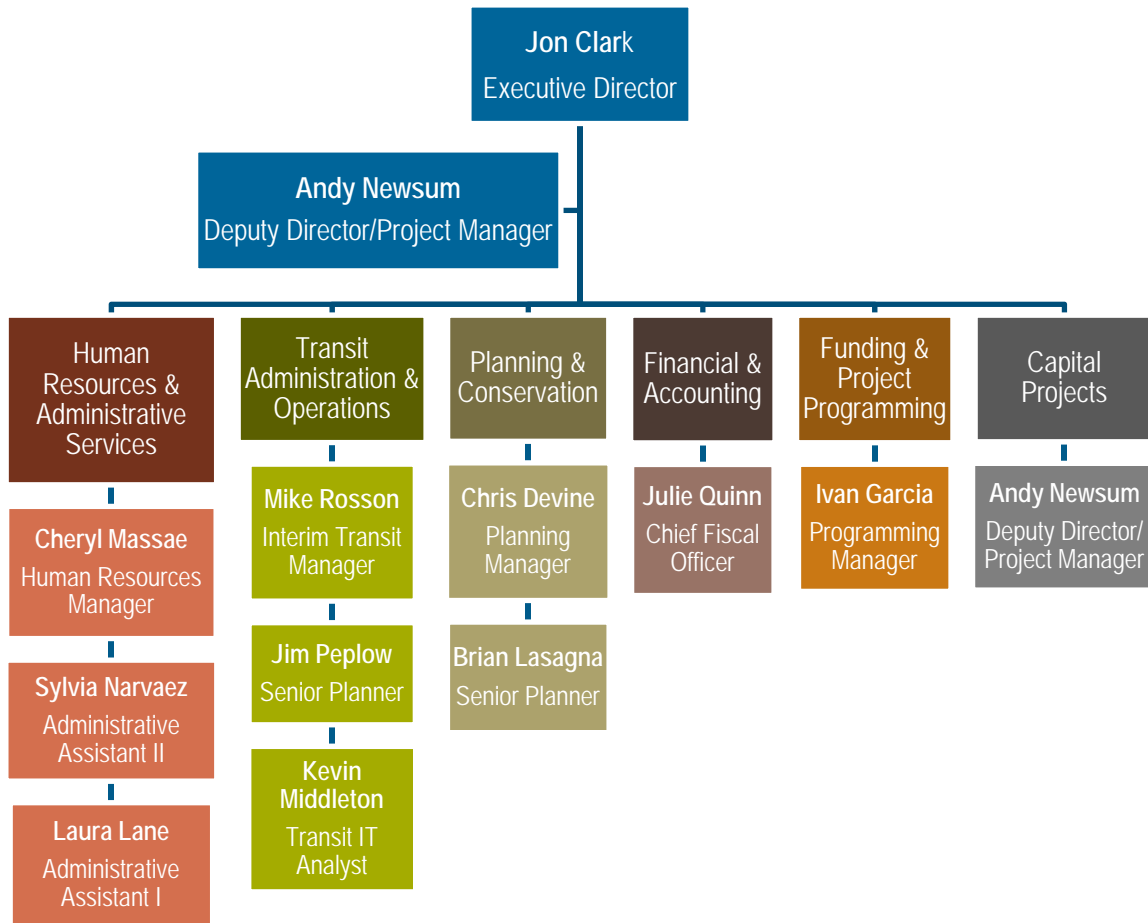 Jon Clark
Executive Director
Andy Newsum
Deputy Director/Project Manager
Human
Resources &
Administrative
Services
Cheryl Massae
Human Resources
Manager
Sylvia Narvaez
Administrative
Assistant II
Laura Lane
Administrative
Assistant I
Transit
Administration &
Operations
Mike Rosson
Interim Transit
Manager
Jim Peplow
Senior Planner
Kevin
Middleton
Transit IT
Analyst
Planning &
Conservation
Chris Devine
Planning
Manager
Brian Lasagna
Senior Planner
Financial &
Accounting
Julie Quinn
Chief Fiscal
Officer
Funding &
Project
Programming
Ivan Garcia
Programming
Manager
Capital
Projects
Andy Newsum
Deputy Director/
Project Manager